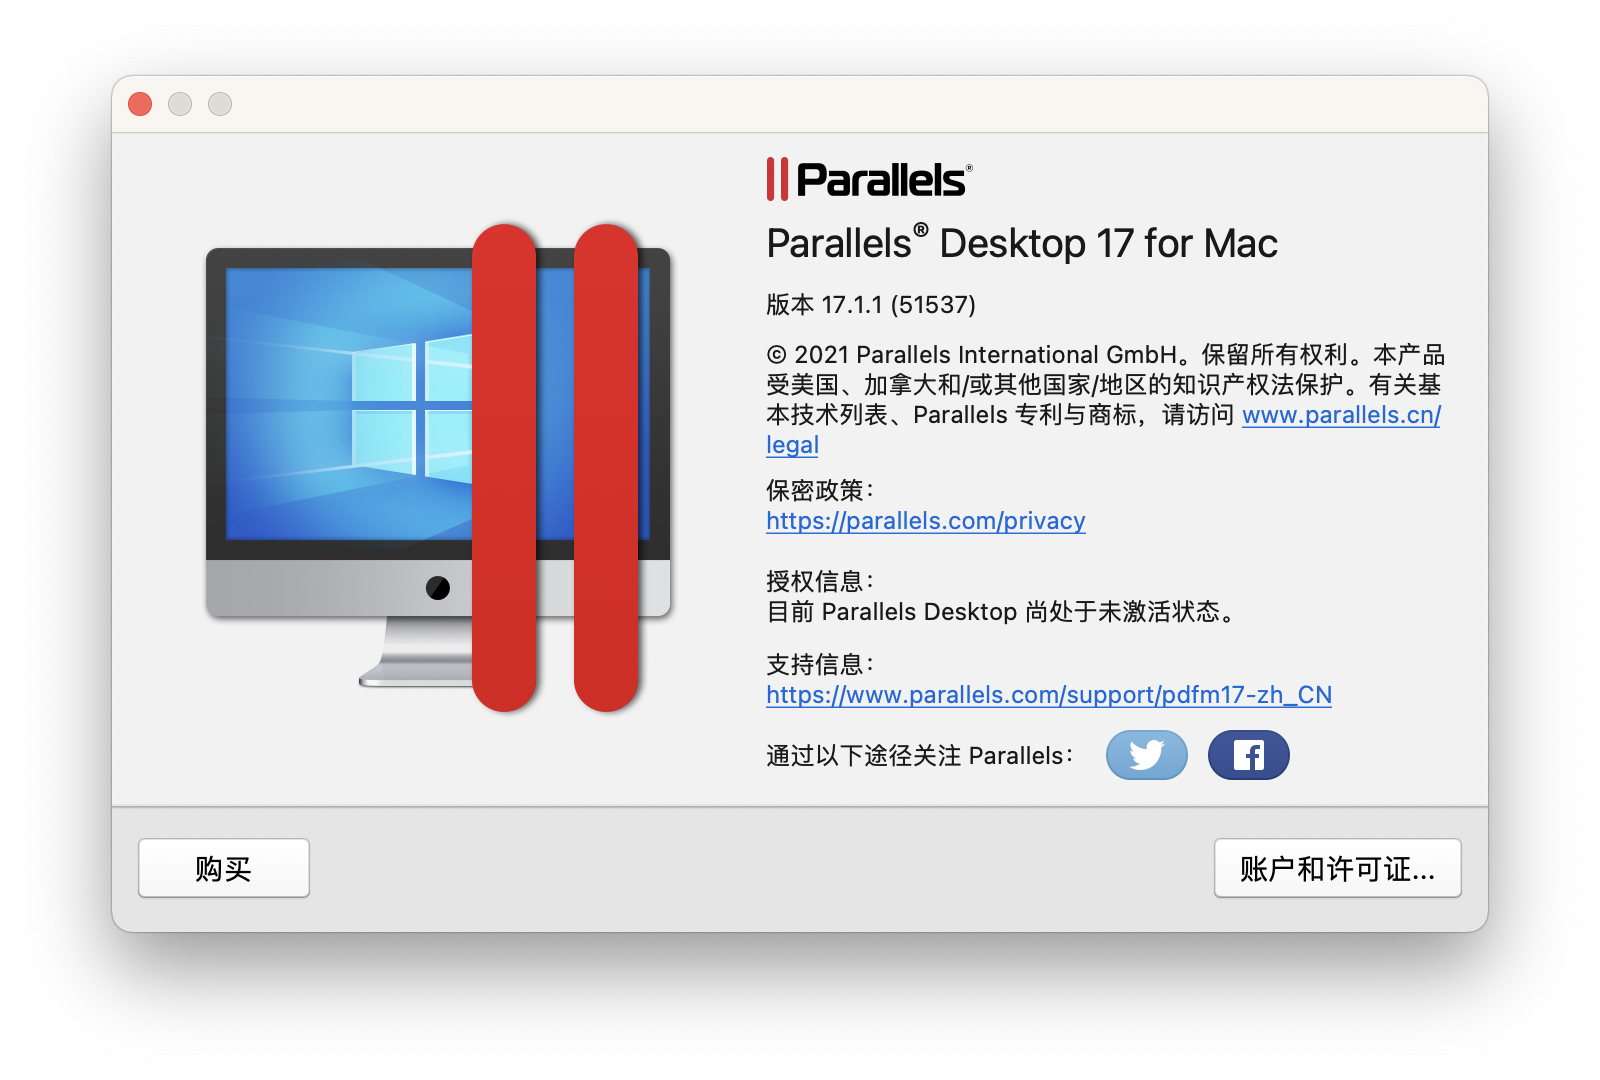 Parallels®
Parallels® Desktop 17 for Mac
版本 17.1.1 (51537)
© 2021 Parallels International GmbH。保留所有权利。本产品
受美国、加拿大和/或其他国家/地区的知识产权法保护。有关基
本技术列表、Parallels 专利与商标，请访问 www.parallels.cn/
legal
保密政策：
https://parallels.com/privacy
授权信息：
目前 Parallels Desktop 尚处于未激活状态。
支持信息：
https://www.parallels.com/support/pdfm17-zh_CN
通过以下途径关注 Parallels：
购买
账户和许可证...